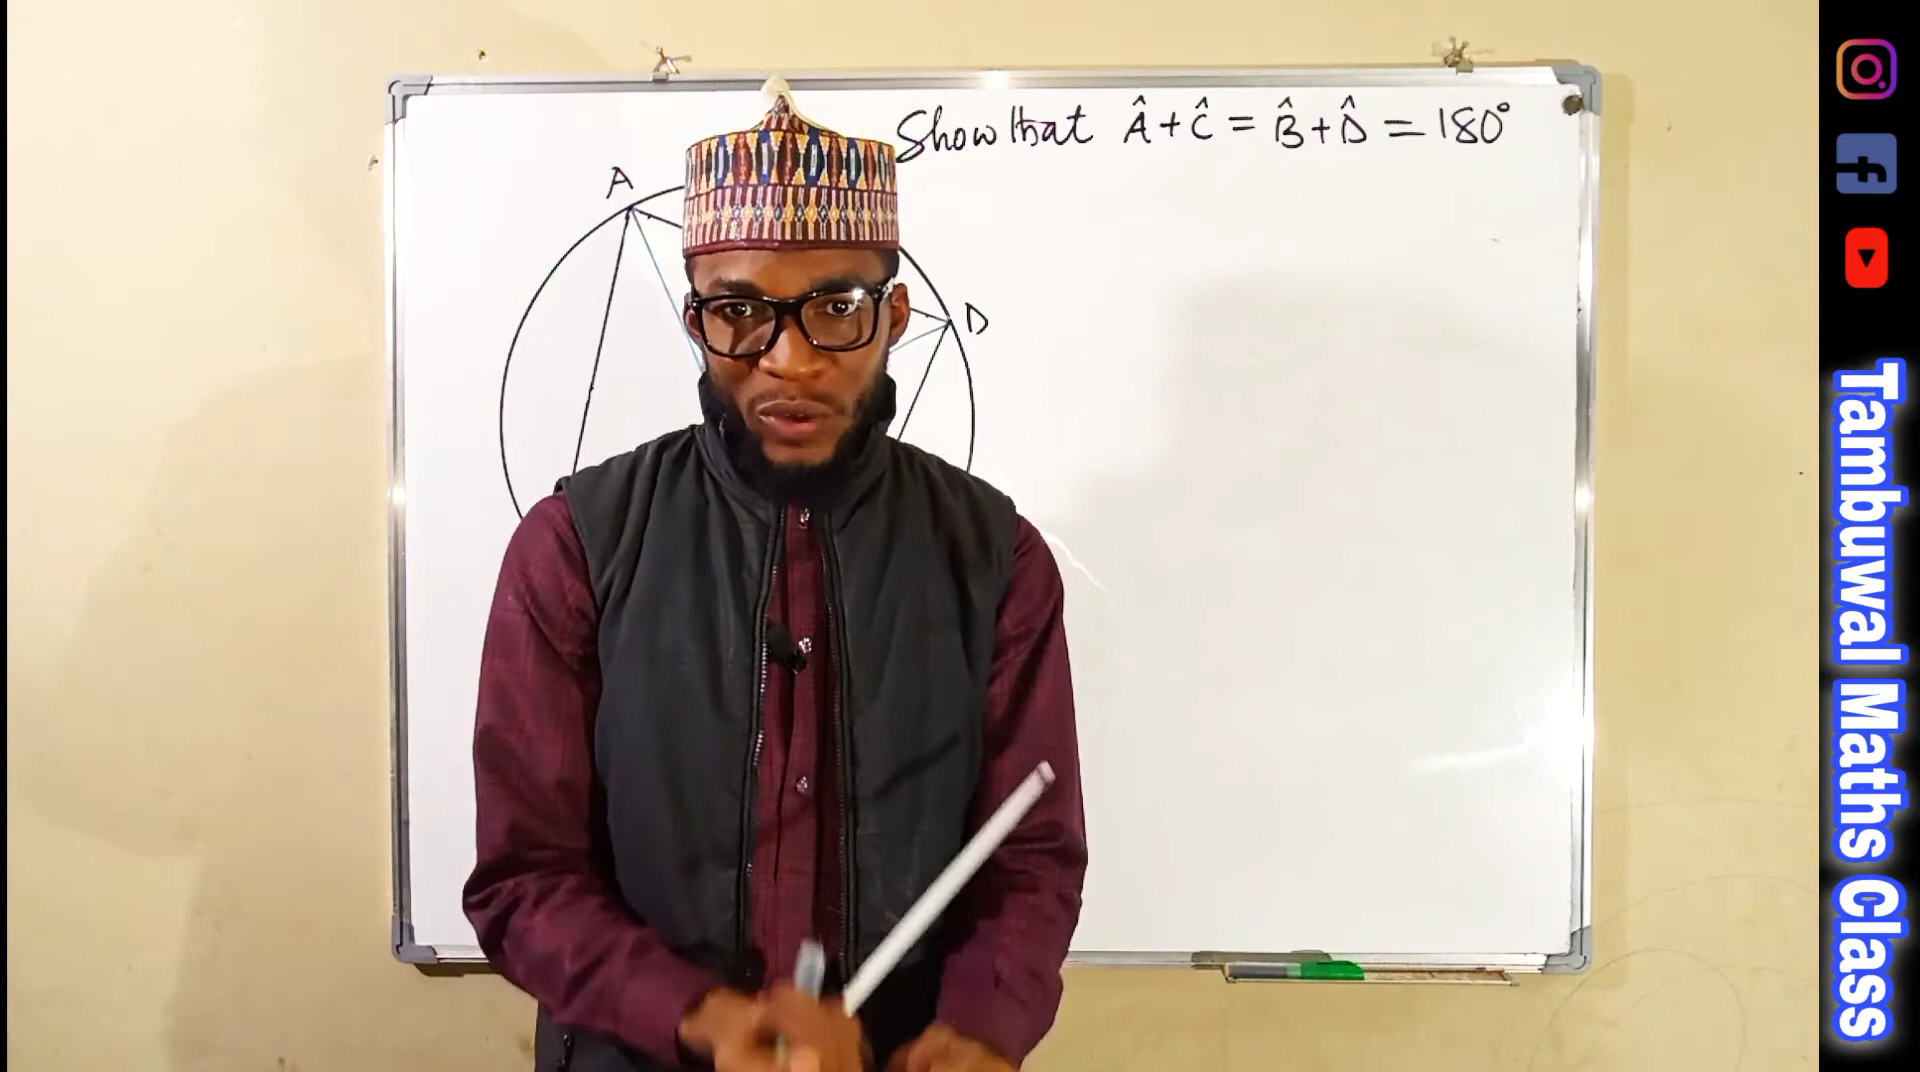 Show that Â + Ĉ = B̂ + D̂ = 180°
A
D
Tambuwal Maths Class